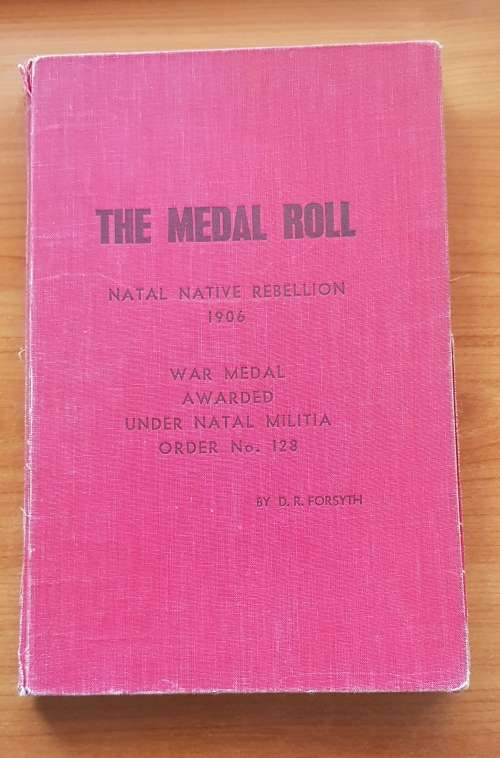 THE MEDAL ROLL
NATAL NATIVE REBELLION
1906
WAR MEDAL
AWARDED
UNDER NATAL MILITIA
ORDER No. 128
BY D. R. FORSYTH